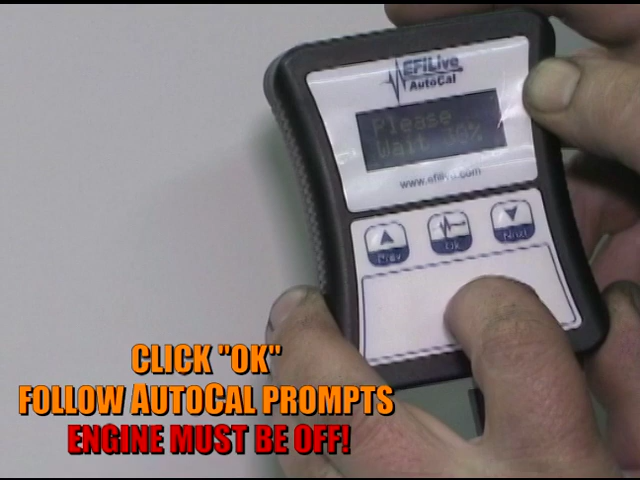 EFILive
AutoCal
Please
Wait 30%
www.efilive.com
Prev Ok Next
CLICK "OK"
FOLLOW AUTOCAL PROMPTS
ENGINE MUST BE OFF!